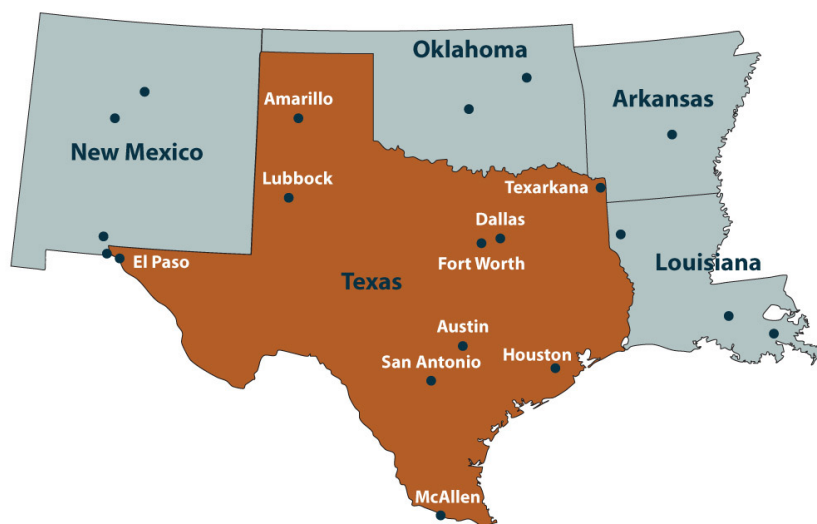 Oklahoma
Arkansas
Amarillo
New Mexico
Lubbock
Texarkana
Dallas
El Paso
Fort Worth
Louisiana
Texas
Austin
San Antonio
Houston
McAllen